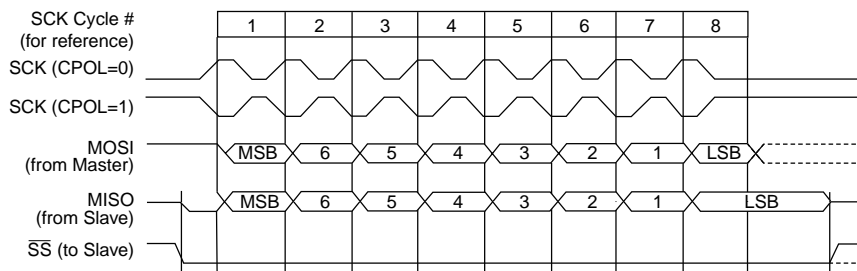 SCK Cycle #
(for reference)
1 2 3 4 5 6 7 8
SCK (CPOL=0)
SCK (CPOL=1)
MOSI
(from Master)
MSB 6 5 4 3 2 1 LSB
MISO
(from Slave)
MSB 6 5 4 3 2 1 LSB
SS (to Slave)